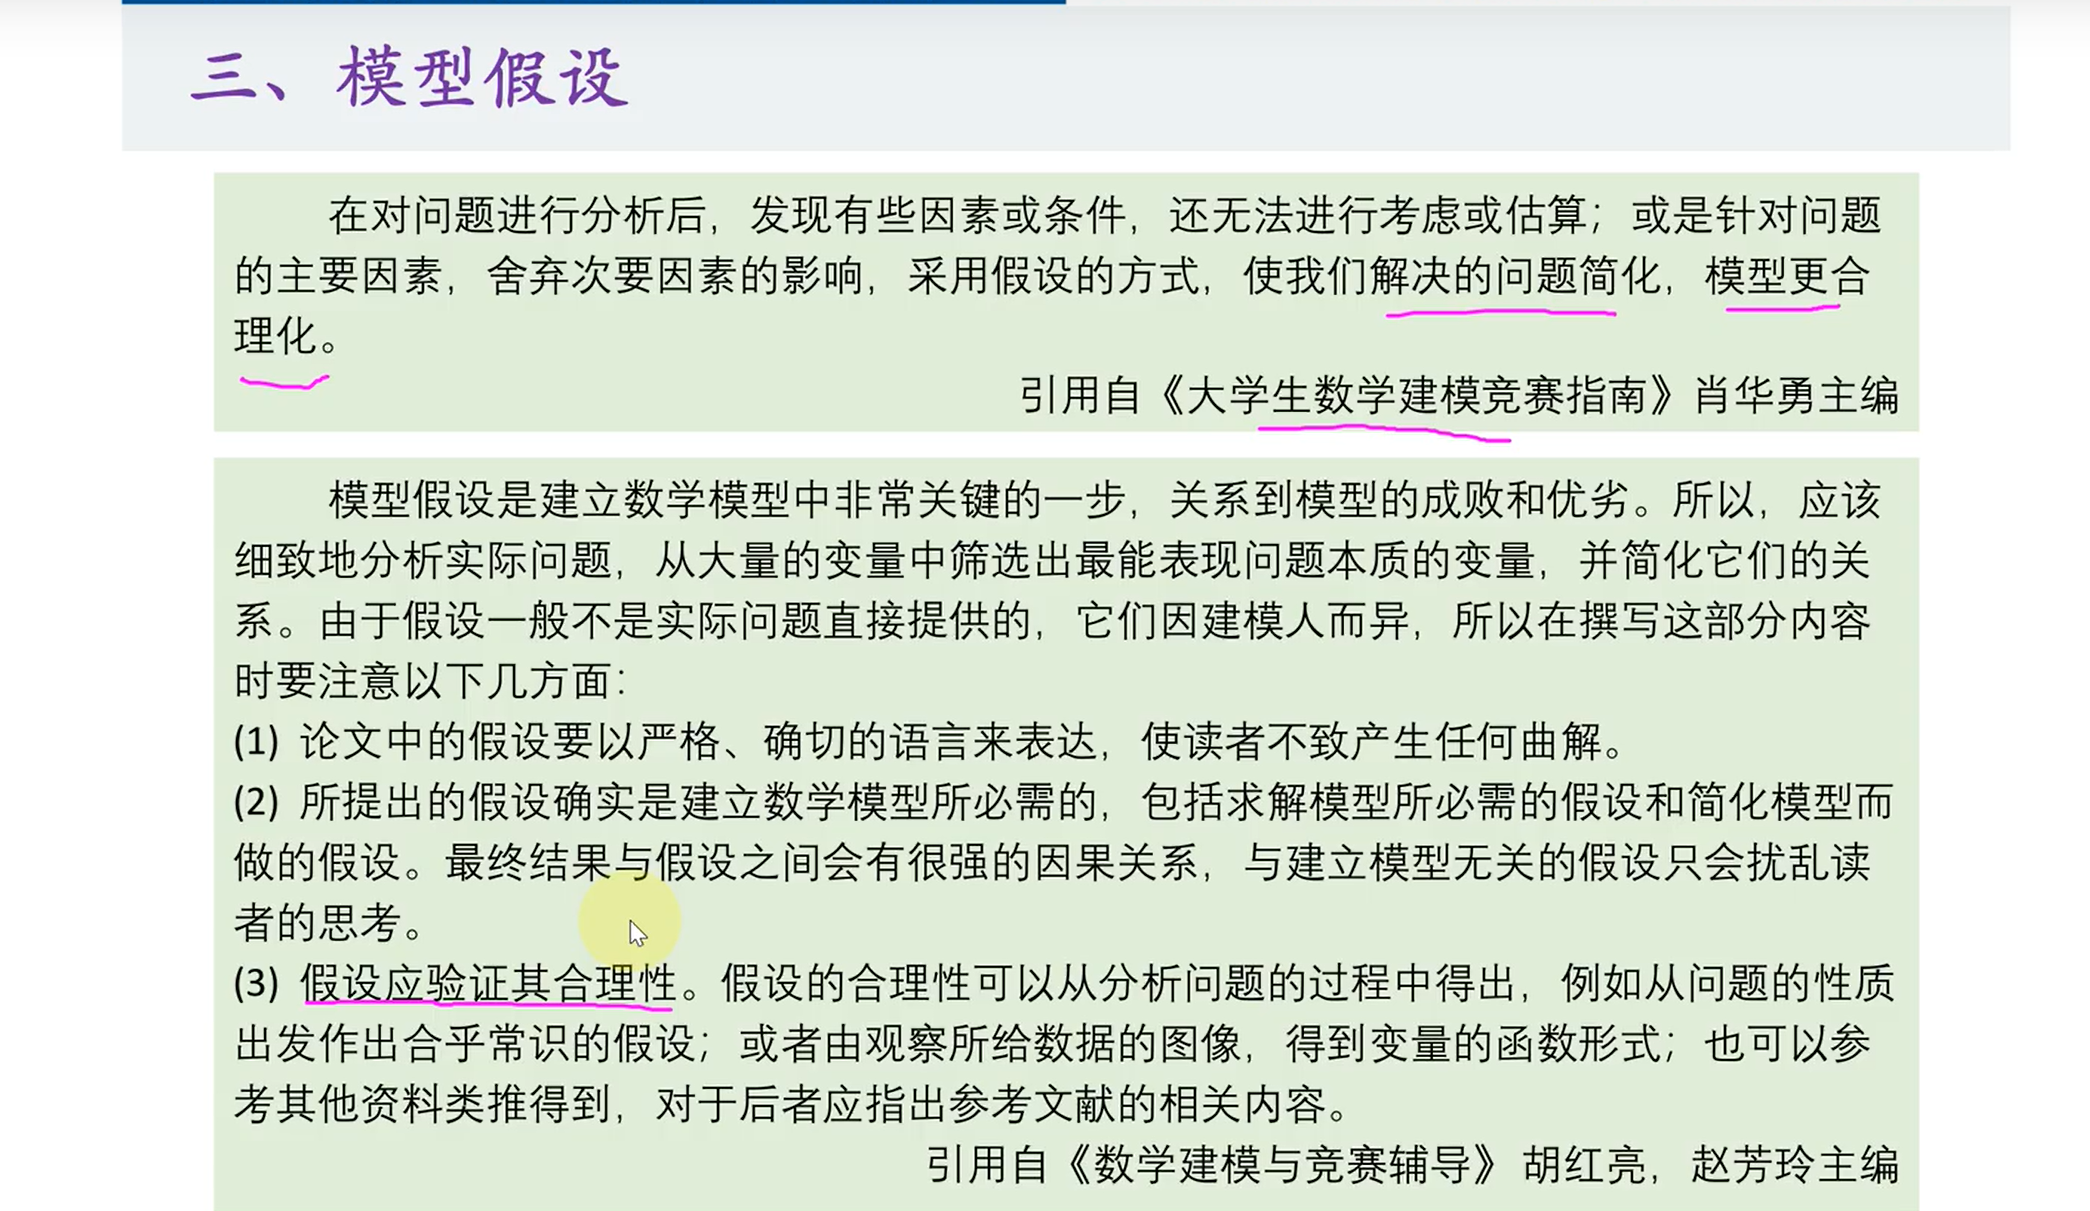 三、模型假设
在对问题进行分析后，发现有些因素或条件，还无法进行考虑或估算；或是针对问题
的主要因素，舍弃次要因素的影响，采用假设的方式，使我们解决的问题简化，模型更合
理化。
引用自《大学生数学建模竞赛指南》肖华勇主编
模型假设是建立数学模型中非常关键的一步，关系到模型的成败和优劣。所以，应该
细致地分析实际问题，从大量的变量中筛选出最能表现问题本质的变量，并简化它们的关
系。由于假设一般不是实际问题直接提供的，它们因建模人而异，所以在撰写这部分内容
时要注意以下几方面：
(1) 论文中的假设要以严格、确切的语言来表达，使读者不致产生任何曲解。
(2) 所提出的假设确实是建立数学模型所必需的，包括求解模型所必需的假设和简化模型而
做的假设。最终结果与假设之间会有很强的因果关系，与建立模型无关的假设只会扰乱读
者的思考。
(3) 假设应验证其合理性。假设的合理性可以从分析问题的过程中得出，例如从问题的性质
出发作出合乎常识的假设；或者由观察所给数据的图像，得到变量的函数形式；也可以参
考其他资料类推得到，对于后者应指出参考文献的相关内容。
引用自《数学建模与竞赛辅导》胡红亮，赵芳玲主编